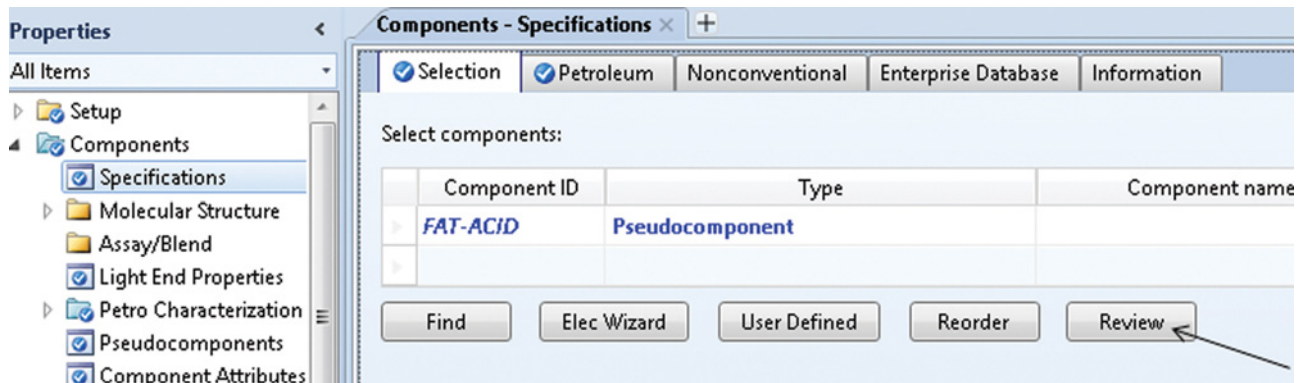 Properties
Components - Specifications
All Items
Selection Petroleum Nonconventional Enterprise Database Information
Setup
Components
Specifications
Molecular Structure
Assay/Blend
Light End Properties
Petro Characterization
Pseudocomponents
Component Attributes
Select components:
Component ID Type Component name
FAT-ACID Pseudocomponent
Find Elec Wizard User Defined Reorder Review